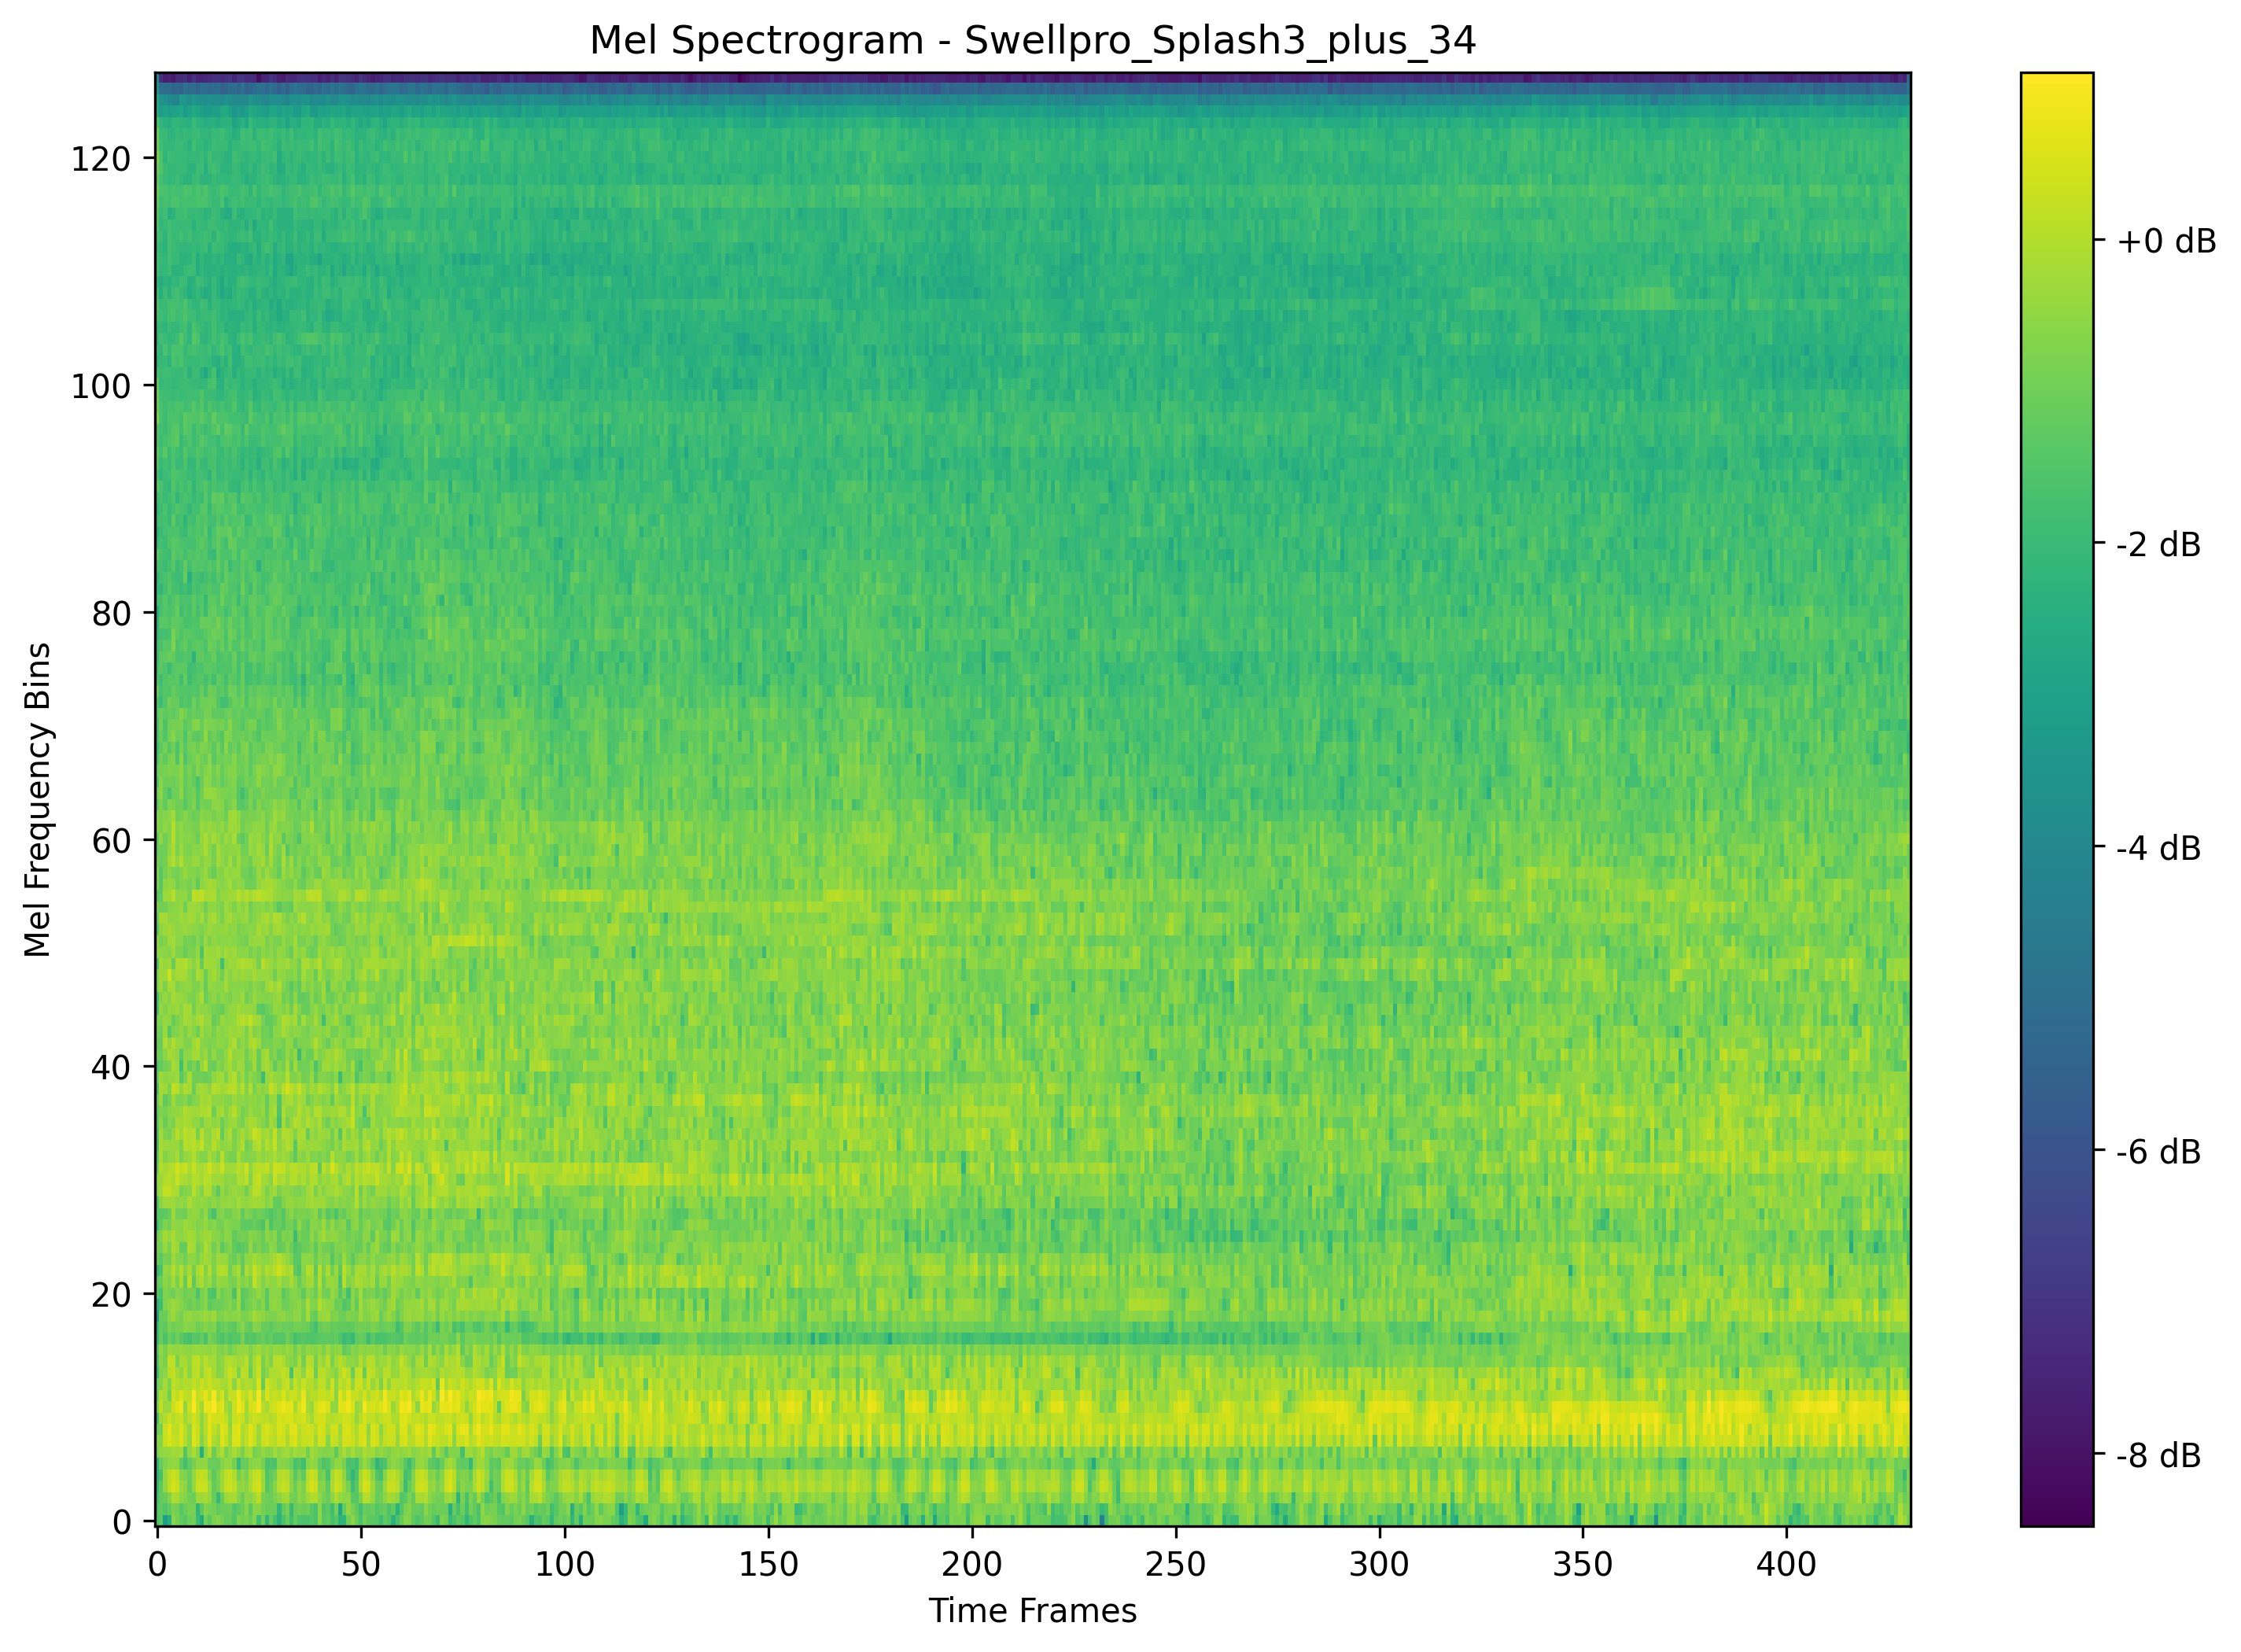 Mel Spectrogram - Swellpro_Splash3_plus_34
Mel Frequency Bins
120
100
80
60
40
20
0
0 50 100 150 200 250 300 350 400
Time Frames
+0 dB
-2 dB
-4 dB
-6 dB
-8 dB